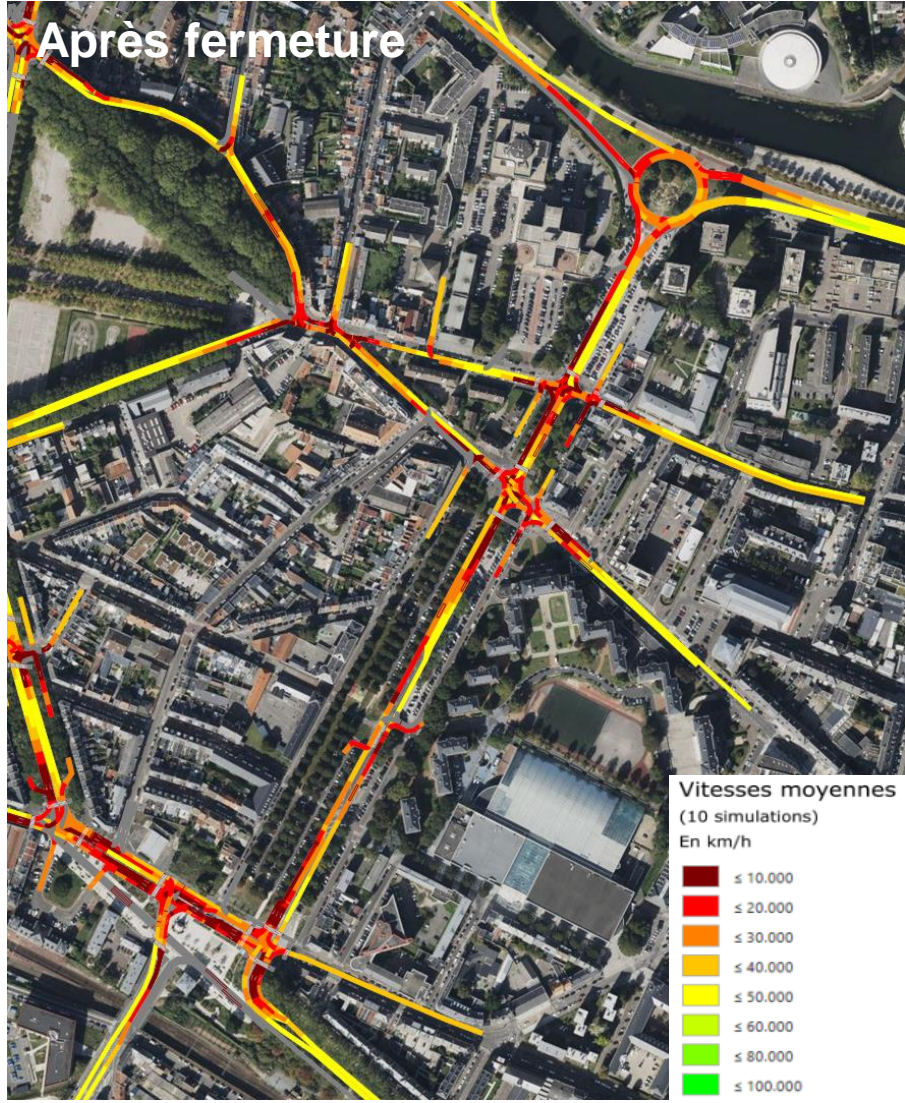 Après fermeture
Vitesses moyennes
(10 simulations)
En km/h
≤ 10.000
≤ 20.000
≤ 30.000
≤ 40.000
≤ 50.000
≤ 60.000
≤ 80.000
≤ 100.000